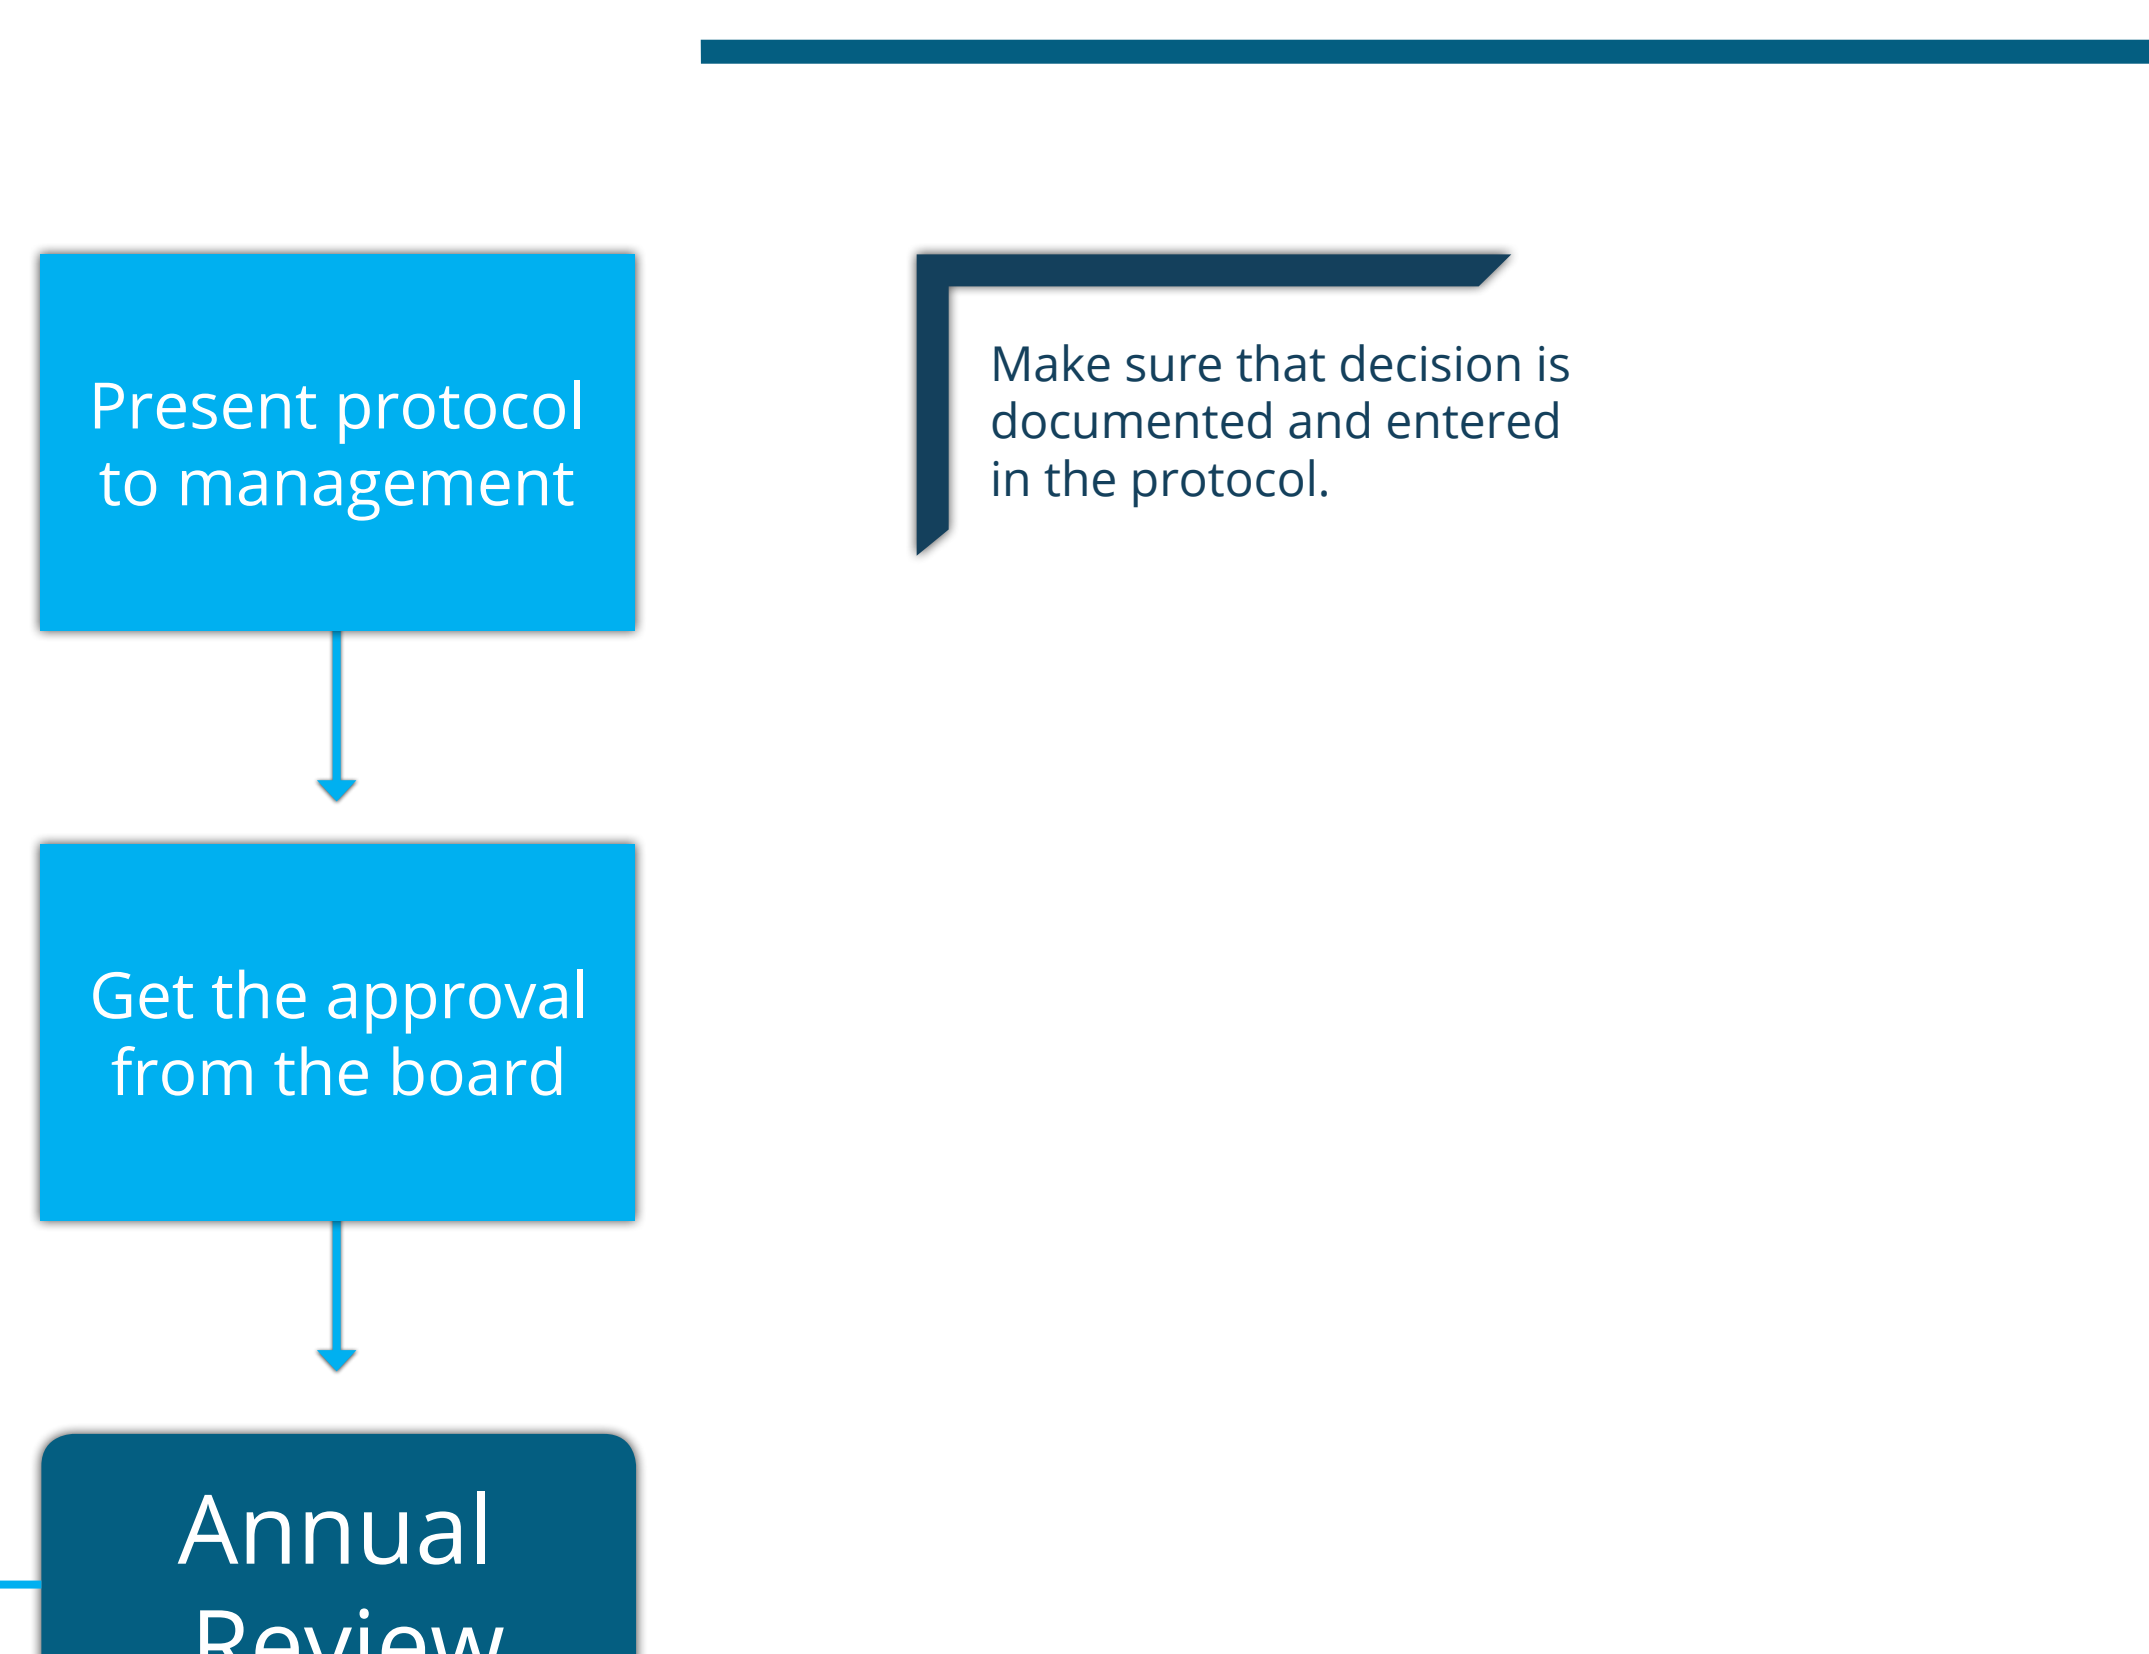 Present protocol
to management
Make sure that decision is
documented and entered
in the protocol.
Get the approval
from the board
Annual
Review